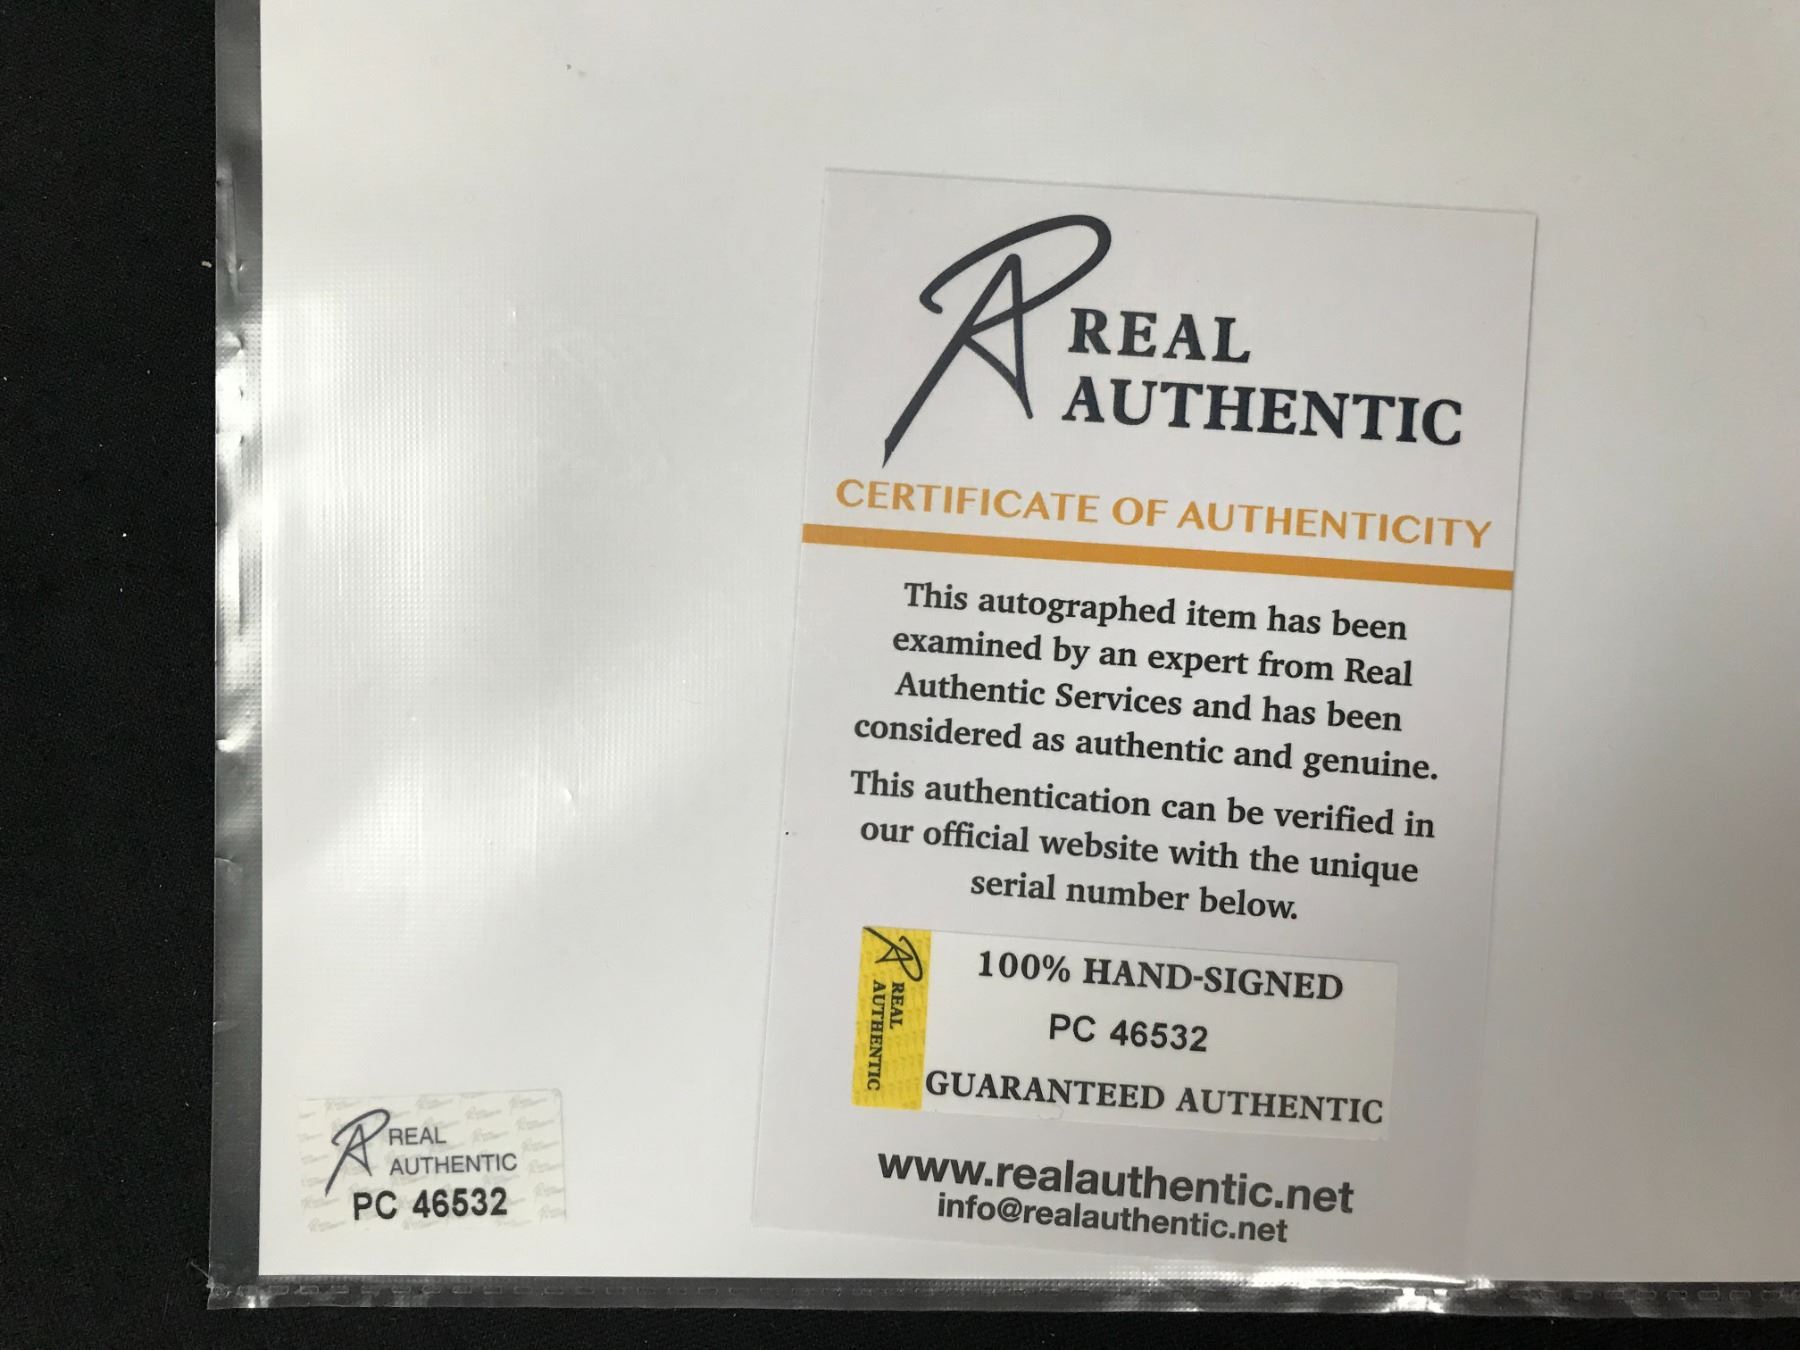 REAL
AUTHENTIC
CERTIFICATE OF AUTHENTICITY
This autographed item has been
examined by an expert from Real
Authentic Services and has been
considered as authentic and genuine.
This authentication can be verified in
our official website with the unique
serial number below.
REAL
AUTHENTIC
100% HAND-SIGNED
PC 46532
GUARANTEED AUTHENTIC
www.realauthentic.net
info@realauthentic.net
REAL
AUTHENTIC
PC 46532